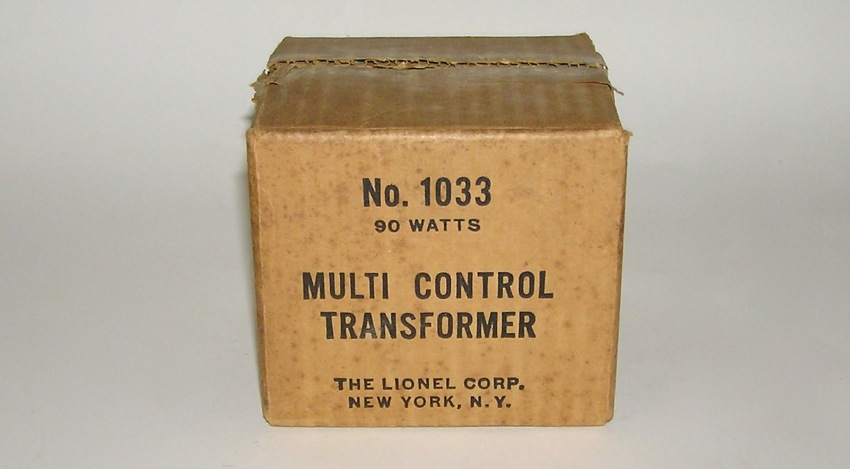 No. 1033
90 WATTS
MULTI CONTROL
TRANSFORMER
THE LIONEL CORP.
NEW YORK, N.Y.